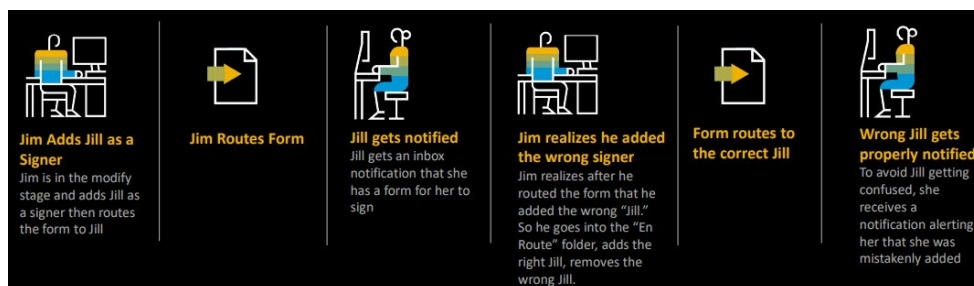 Jim Adds Jill as a
Signer
Jim is in the modify
stage and adds Jill as
a signer then routes
the form to Jill
Jim Routes Form
Jill gets notified
Jill gets an inbox
notification that she
has a form for her to
sign
Jim realizes he added
the wrong signer
Jim realizes after he
routed the form that he
added the wrong “Jill.”
So he goes into the “En
Route” folder, adds the
right Jill, removes the
wrong Jill.
Form routes to
the correct Jill
Wrong Jill gets
properly notified
To avoid Jill getting
confused, she
receives a
notification alerting
her that she was
mistakenly added